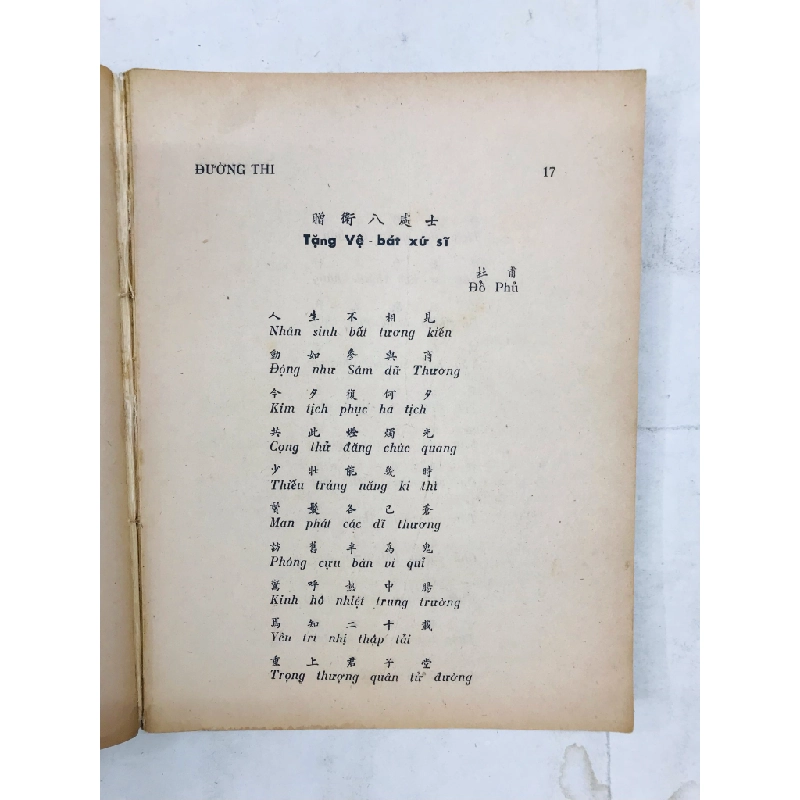 ĐƯỜNG THI 17
贈衛八處士
Tặng Vệ - bát xứ sĩ
杜甫
Đỗ Phủ
人生不相見
Nhân sinh bất tương kiến
動如參與商
Động như Sâm dữ Thương
今夕復何夕
Kim tịch phục hà tịch
共此燈燭光
Cọng thử đăng chúc quang
少壯能幾時
Thiếu tráng năng kỉ thì
鬢髮各已蒼
Mấn phát các dĩ thương
訪舊半為鬼
Phỏng cựu bán vi quỉ
驚呼熱中腸
Kinh hô nhiệt trung trường
焉知二十載
Yên tri nhị thập tải
重上君子堂
Trọng thượng quân tử đường